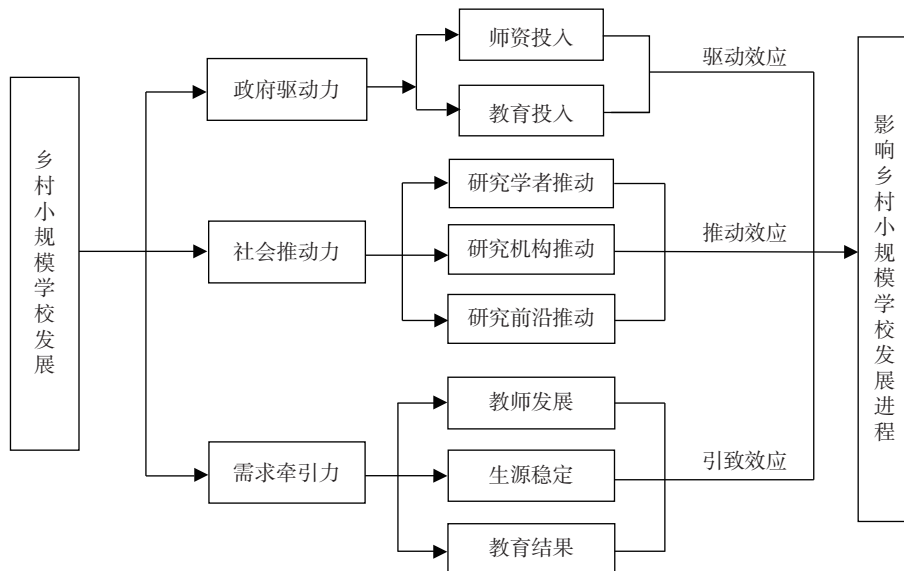 乡村小规模学校发展
政府驱动力
社会推动力
需求牵引力
师资投入
教育投入
研究学者推动
研究机构推动
研究前沿推动
教师发展
生源稳定
教育结果
驱动效应
推动效应
引致效应
影响乡村小规模学校发展进程